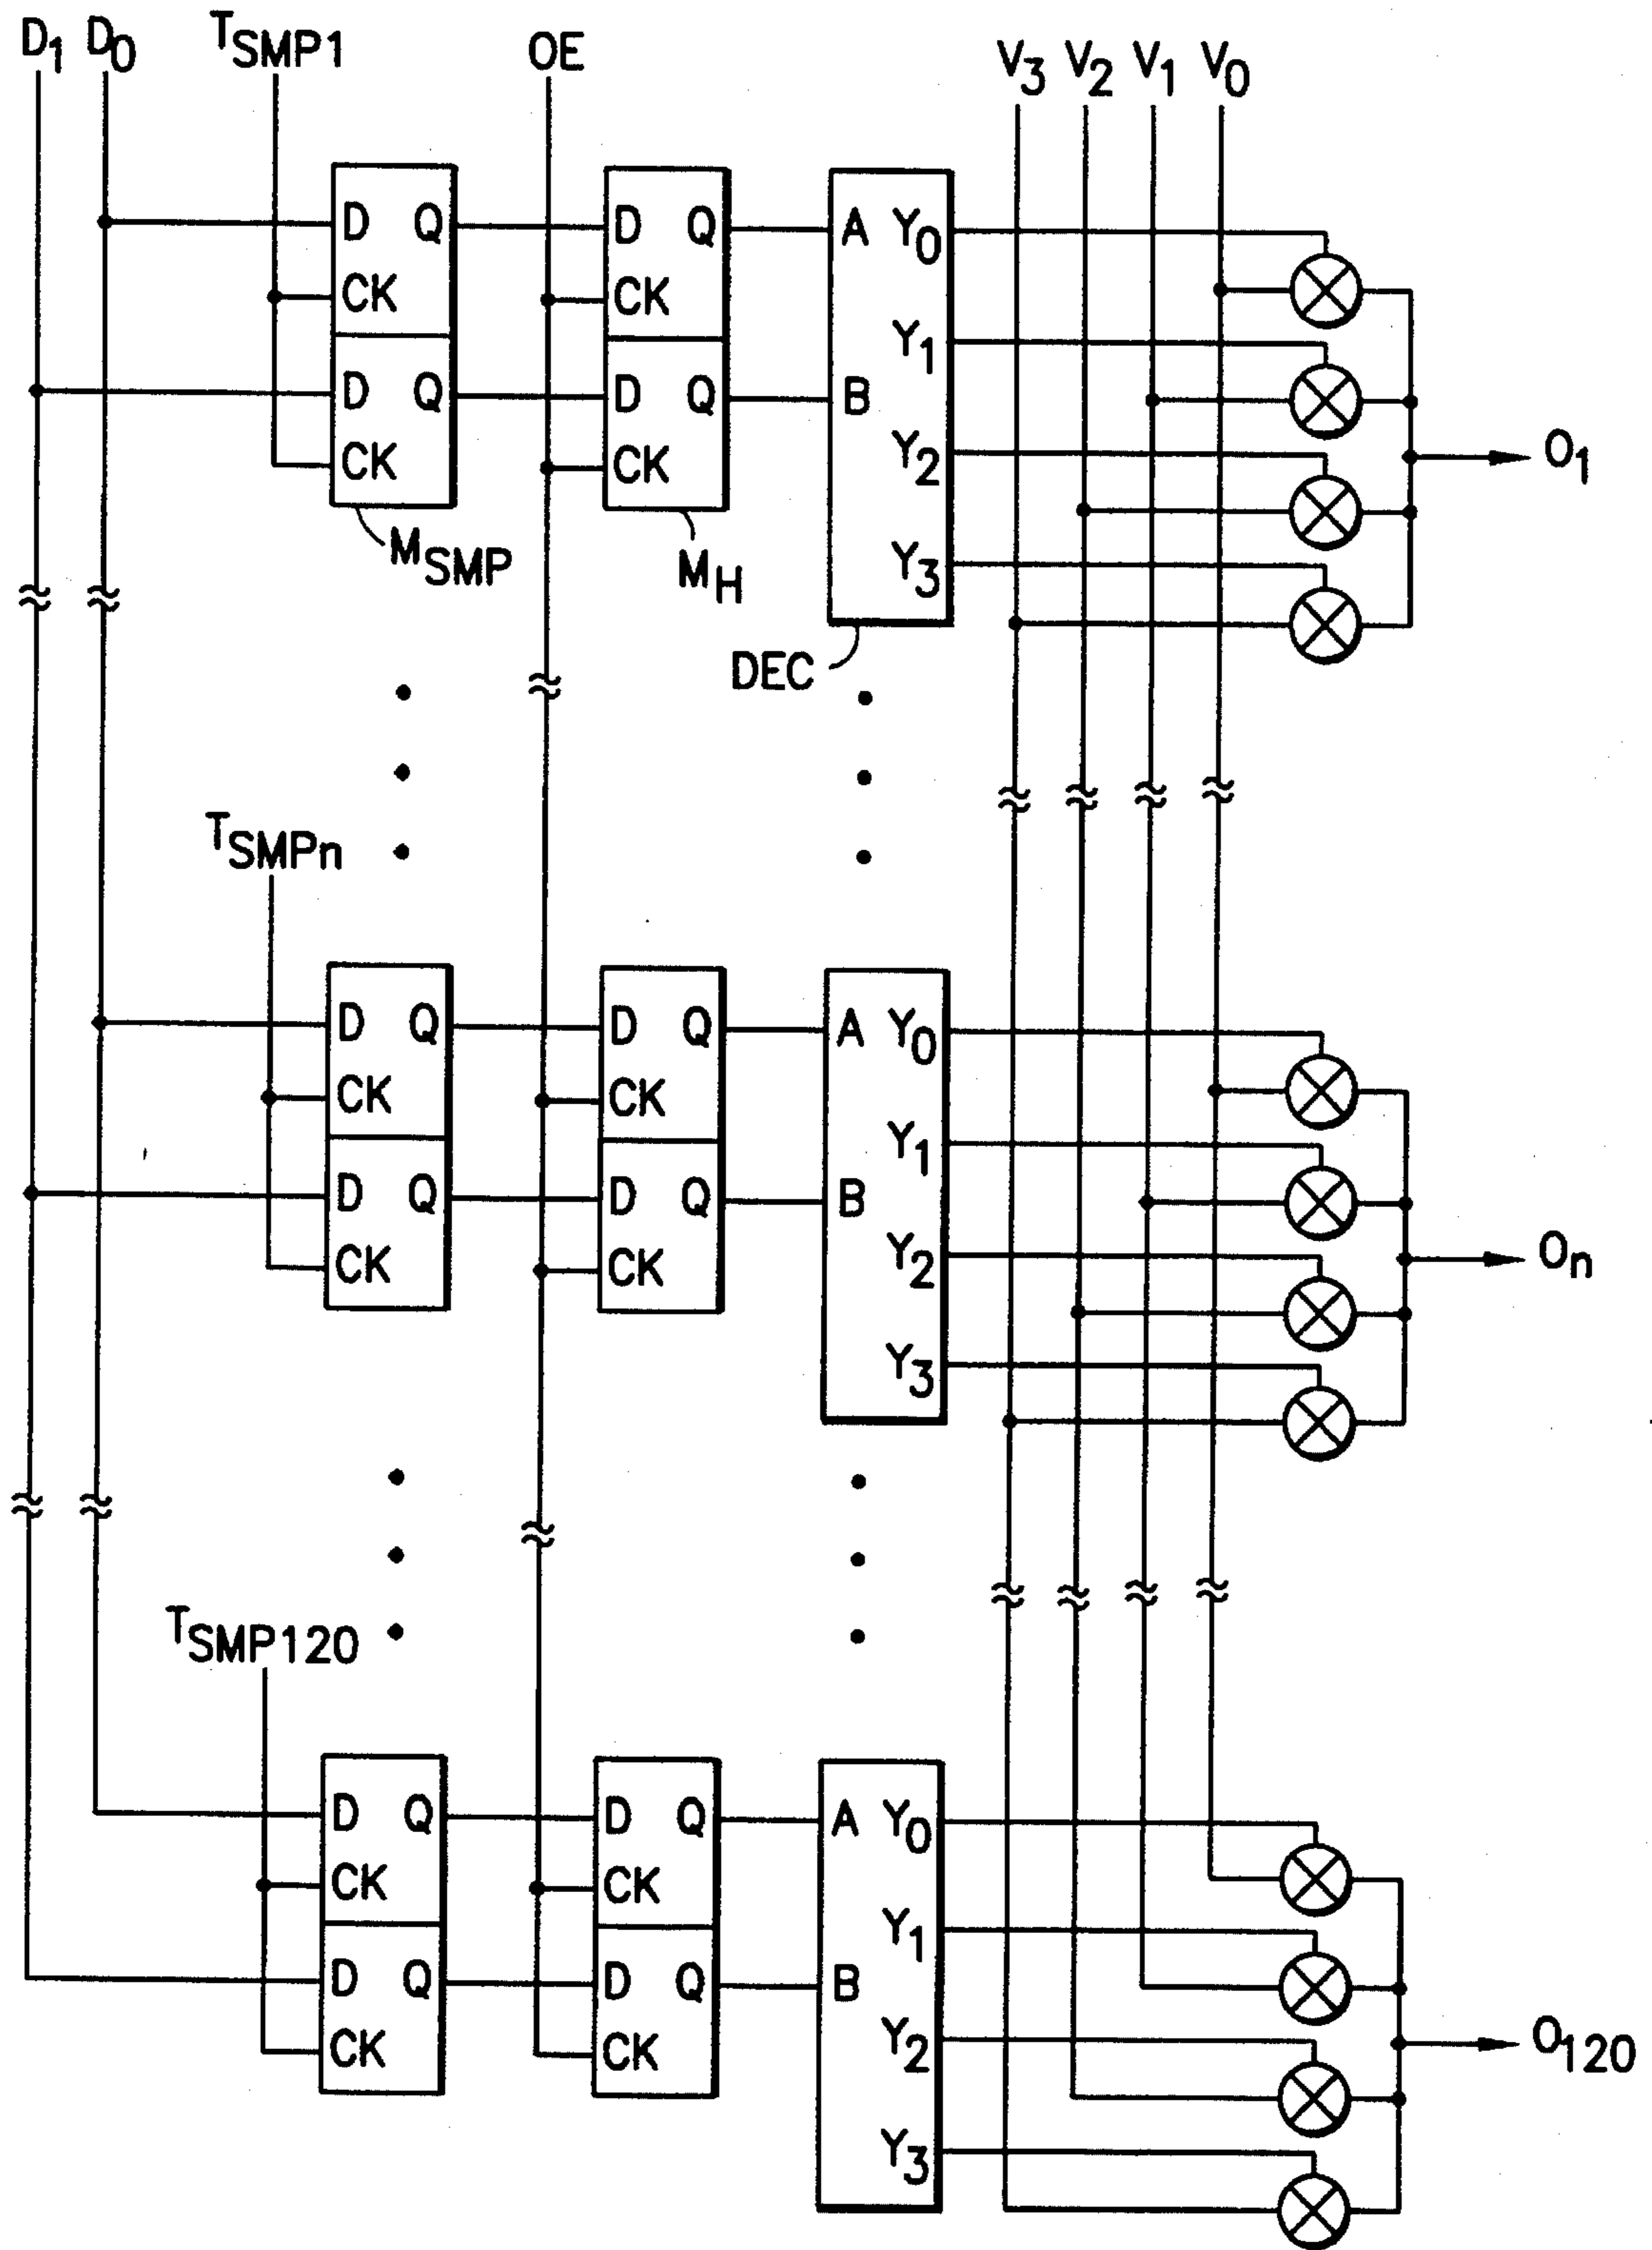 D1 D0 TSMP1 OE V3 V2 V1 V0
D Q D Q A Y0
CK CK
Y1
D Q D Q B
CK CK Y2
O1
MSMP MH Y3
DEC
TSMPn
D Q D Q A Y0
CK CK
Y1
D Q D Q B
CK CK Y2
On
Y3
TSMP120
D Q D Q A Y0
CK CK
Y1
D Q D Q B
CK CK Y2
O120
Y3